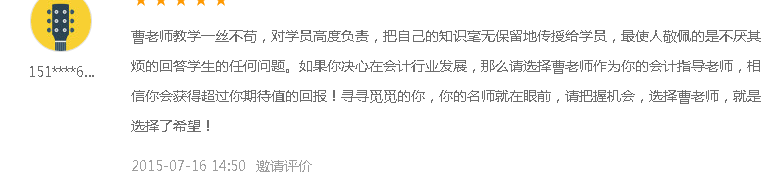 曹老师教学一丝不苟，对学员高度负责，把自己的知识毫无保留地传授给学员，最使人敬佩的是不厌其
烦的回答学生的任何问题。如果你决心在会计行业发展，那么请选择曹老师作为你的会计指导老师，相
151****6...
信你会获得超过你期待值的回报！寻寻觅觅的你，你的名师就在眼前，请把握机会，选择曹老师，就是
选择了希望！
2015-07-16 14:50 邀请评价